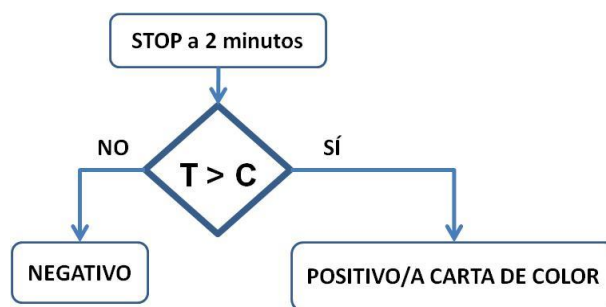 STOP a 2 minutos
NO
SÍ
T > C
NEGATIVO
POSITIVO/A CARTA DE COLOR